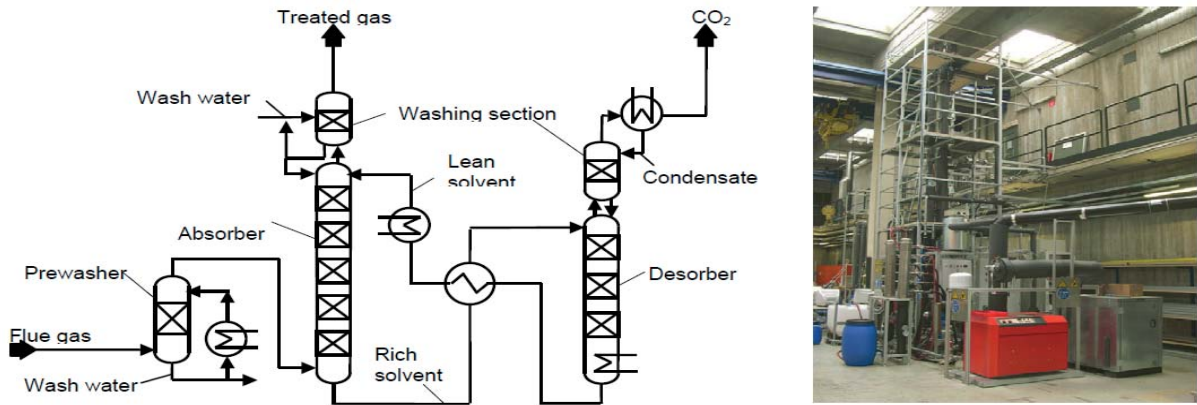 Treated gas
CO₂
Wash water
Washing section
Lean
solvent
Condensate
Absorber
Prewasher
Desorber
Flue gas
Rich
solvent
Wash water